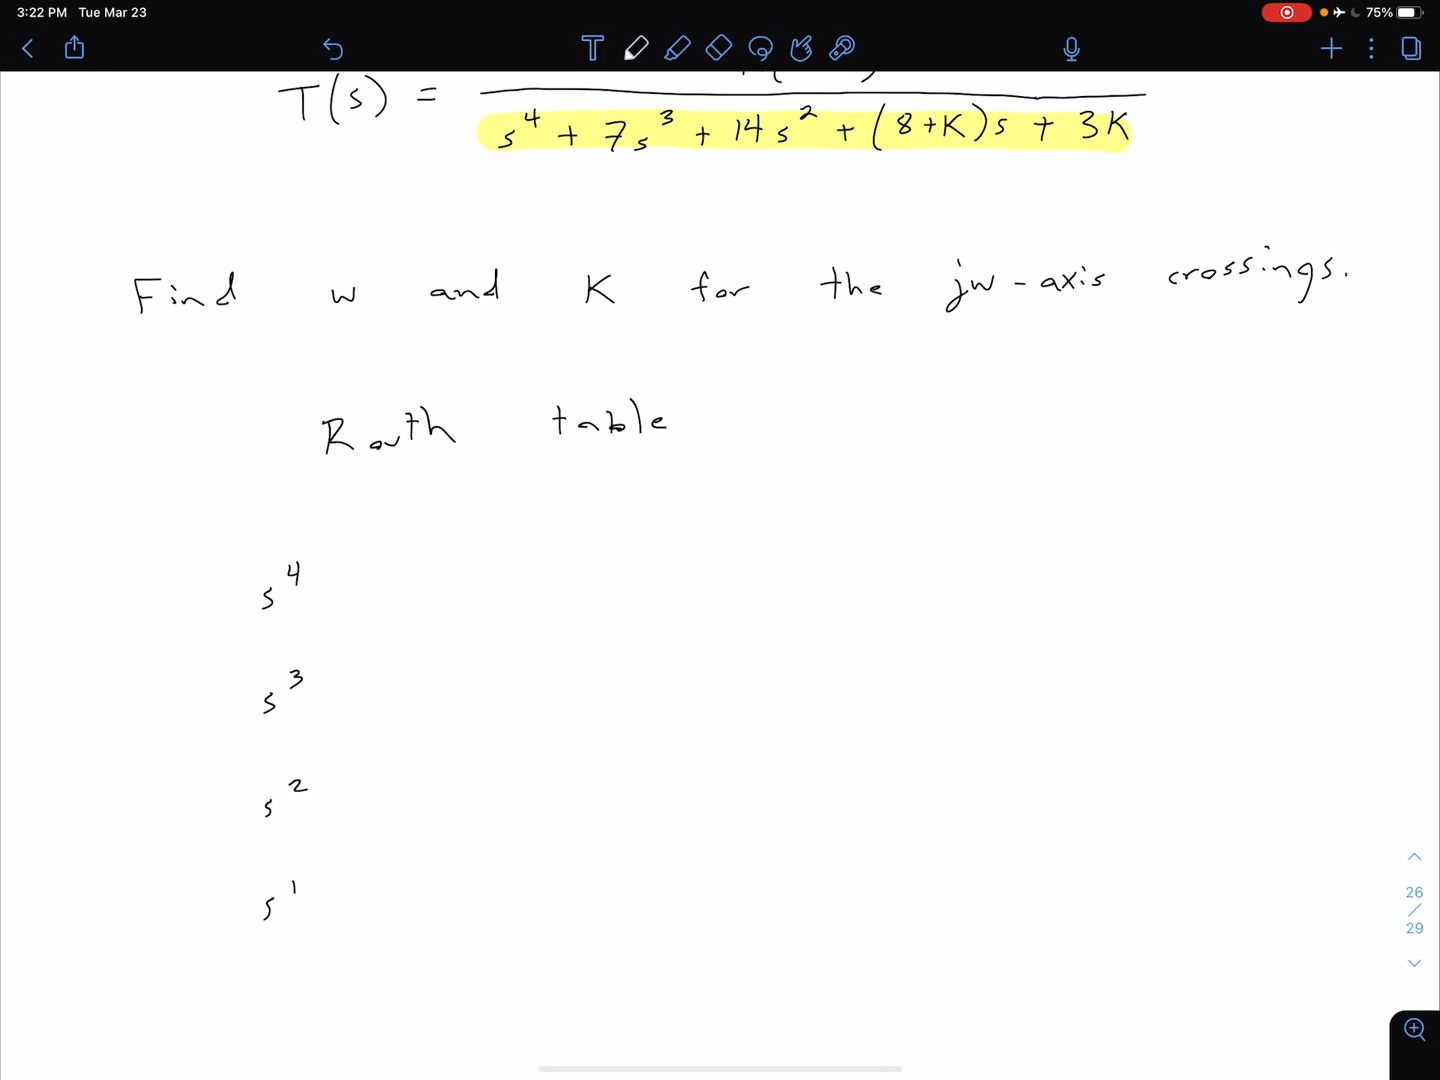 3:22 PM Tue Mar 23 75%
T(s) =
s⁴ + 7s³ + 14s² + (8+K)s + 3K
Find w and K for the jw-axis crossings.
Routh table
s⁴
s³
s²
s¹
26
/
29